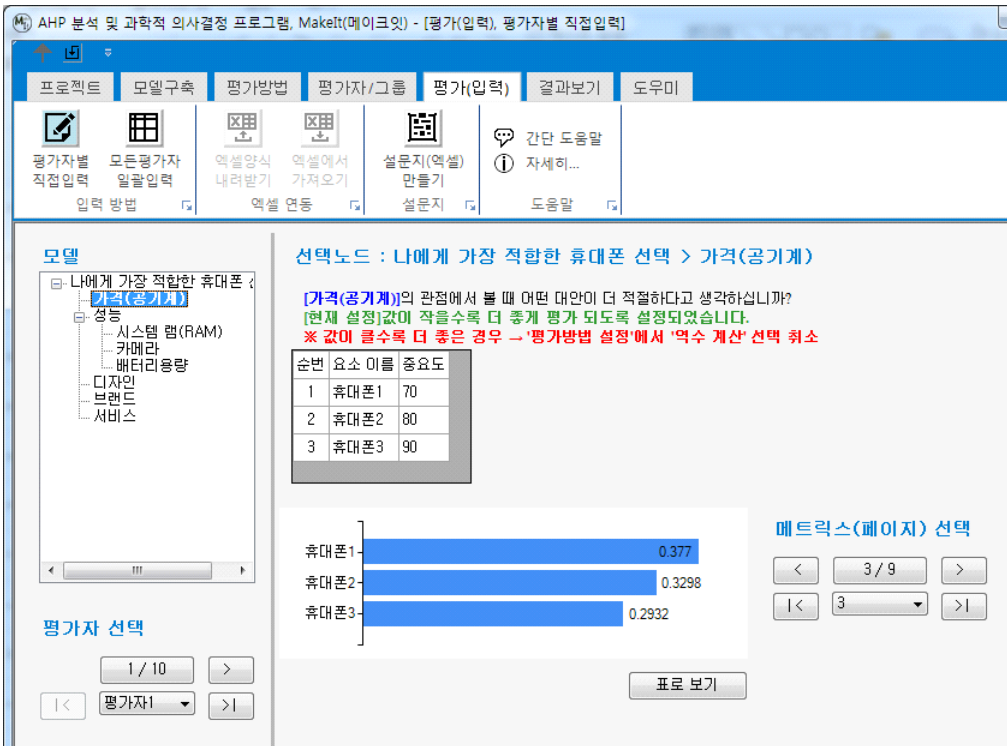 AHP 분석 및 과학적 의사결정 프로그램, MakeIt(메이크잇) - [평가(입력), 평가자별 직접입력]
프로젝트 모델구축 평가방법 평가자/그룹 평가(입력) 결과보기 도우미
평가자별 직접입력
모든평가자 일괄입력
엑셀양식 내려받기
엑셀에서 가져오기
설문지(엑셀) 만들기
간단 도움말
자세히...
입력 방법 엑셀 연동 설문지 도움말
모델
나에게 가장 적합한 휴대폰
가격(공기계)
성능
시스템 램(RAM)
카메라
배터리용량
디자인
브랜드
서비스
평가자 선택
1 / 10 >
|< 평가자1 >|
선택노드 : 나에게 가장 적합한 휴대폰 선택 > 가격(공기계)
[가격(공기계)]의 관점에서 볼 때 어떤 대안이 더 적절하다고 생각하십니까?
[현재 설정]값이 작을수록 더 좋게 평가 되도록 설정되었습니다.
※ 값이 클수록 더 좋은 경우 →'평가방법 설정'에서 '역수 계산' 선택 취소
순번 요소 이름 중요도
1 휴대폰1 70
2 휴대폰2 80
3 휴대폰3 90
휴대폰1 0.377
휴대폰2 0.3298
휴대폰3 0.2932
표로 보기
메트릭스(페이지) 선택
< 3 / 9 >
|< 3 >|